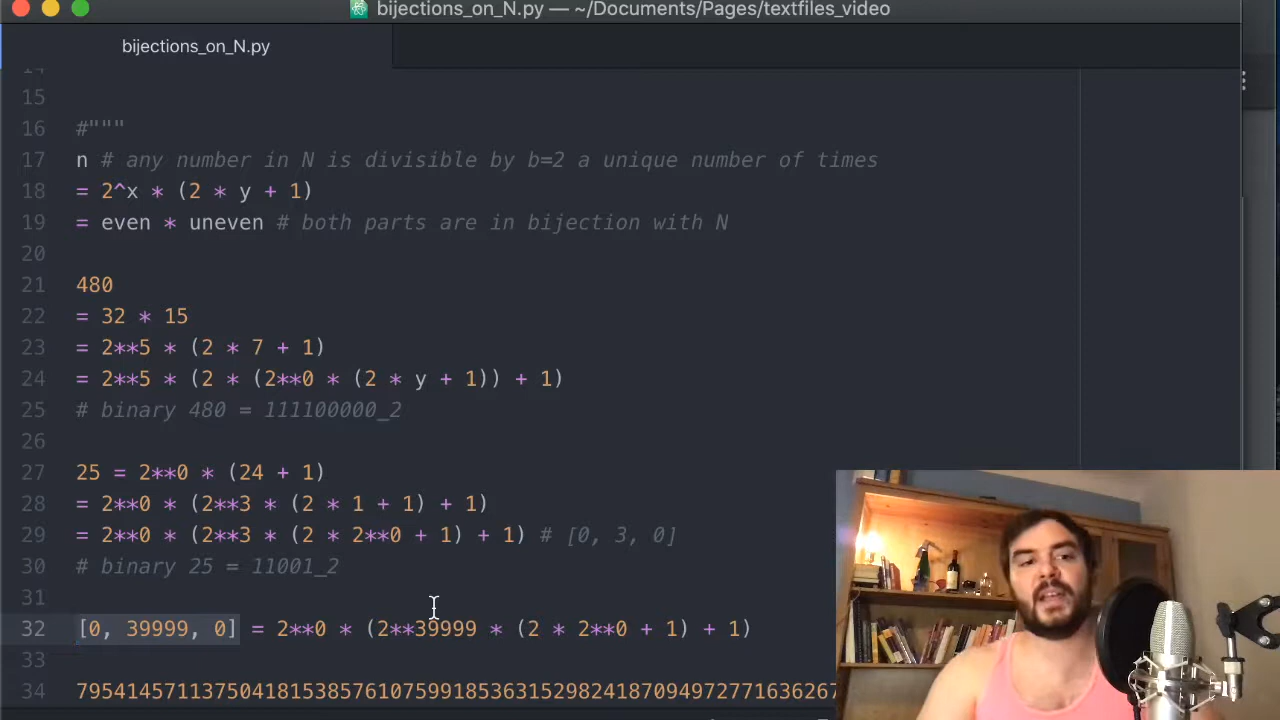 bijections_on_N.py — ~/Documents/Pages/textfiles_video
bijections_on_N.py
14
15
16 #"""
17 n # any number in N is divisible by b=2 a unique number of times
18 = 2^x * (2 * y + 1)
19 = even * uneven # both parts are in bijection with N
20
21 480
22 = 32 * 15
23 = 2**5 * (2 * 7 + 1)
24 = 2**5 * (2 * (2**0 * (2 * y + 1)) + 1)
25 # binary 480 = 111100000_2
26
27 25 = 2**0 * (24 + 1)
28 = 2**0 * (2**3 * (2 * 1 + 1) + 1)
29 = 2**0 * (2**3 * (2 * 2**0 + 1) + 1) # [0, 3, 0]
30 # binary 25 = 11001_2
31
32 [0, 39999, 0] = 2**0 * (2**39999 * (2 * 2**0 + 1) + 1)
33
34 7954145711375041815385761075991853631529824187094972771636267